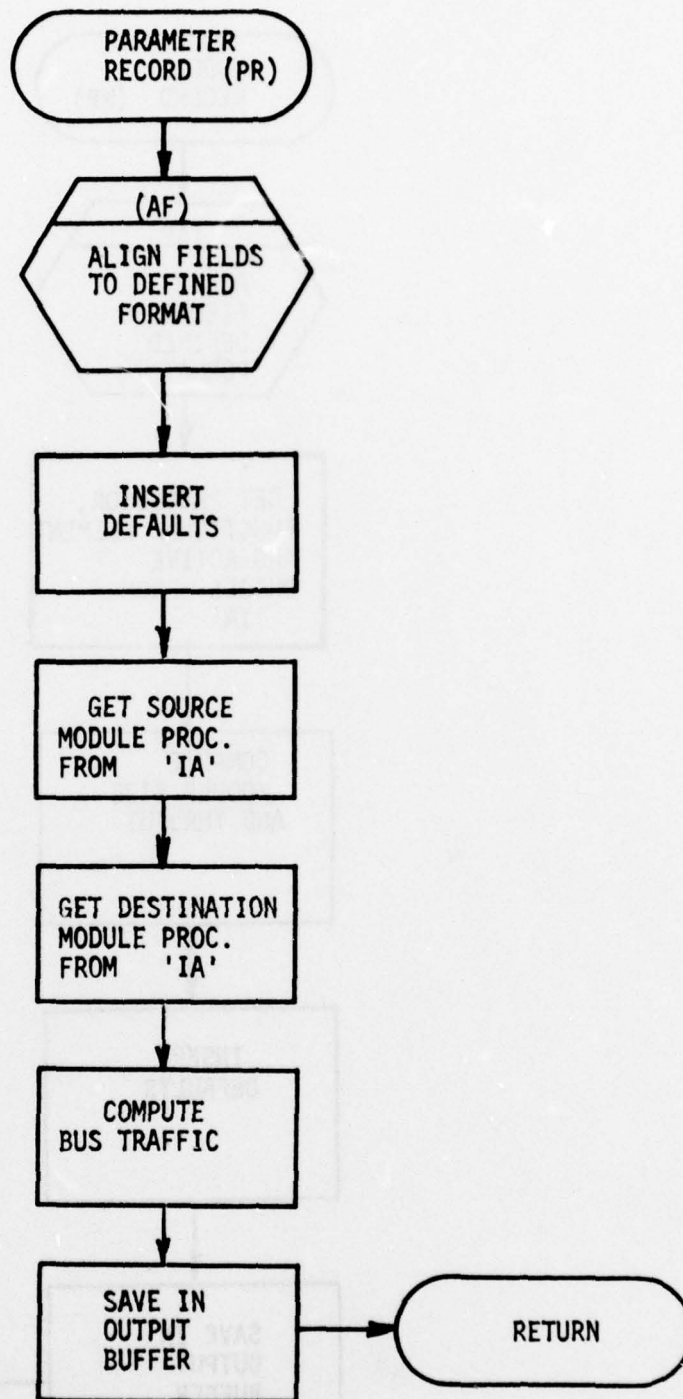 PARAMETER
RECORD (PR)
(AF)
ALIGN FIELDS
TO DEFINED
FORMAT
INSERT
DEFAULTS
GET SOURCE
MODULE PROC.
FROM 'IA'
GET DESTINATION
MODULE PROC.
FROM 'IA'
COMPUTE
BUS TRAFFIC
SAVE IN
OUTPUT
BUFFER
RETURN